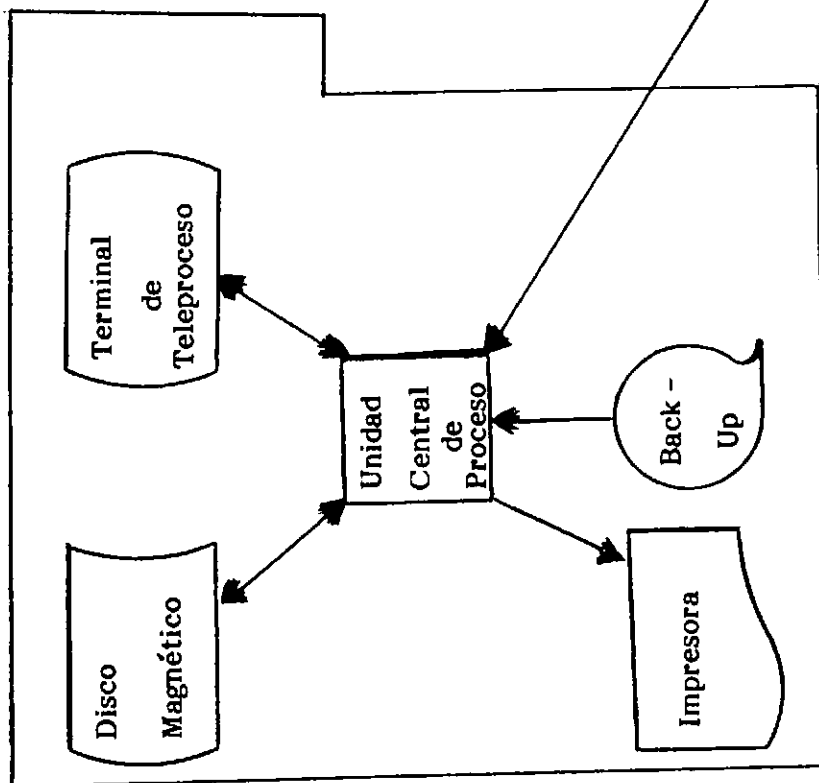 Disco
Magnético
Terminal
de
Teleproceso
Unidad
Central
de
Proceso
Impresora
Back -
Up